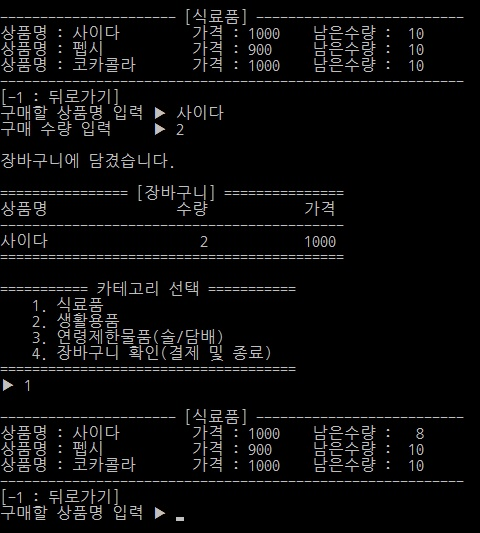 ---------------------- [식료품] --------------------------
상품명 : 사이다 가격 : 1000 남은수량 : 10
상품명 : 펩시 가격 : 900 남은수량 : 10
상품명 : 코카콜라 가격 : 1000 남은수량 : 10
----------------------------------------------------------
[-1 : 뒤로가기]
구매할 상품명 입력 ▶ 사이다
구매 수량 입력 ▶ 2
장바구니에 담겼습니다.
================ [장바구니] ===============
상품명 수량 가격
-------------------------------------------
사이다 2 1000
===========================================
=========== 카테고리 선택 ===========
1. 식료품
2. 생활용품
3. 연령제한물품(술/담배)
4. 장바구니 확인(결제 및 종료)
=====================================
▶ 1
---------------------- [식료품] --------------------------
상품명 : 사이다 가격 : 1000 남은수량 : 8
상품명 : 펩시 가격 : 900 남은수량 : 10
상품명 : 코카콜라 가격 : 1000 남은수량 : 10
----------------------------------------------------------
[-1 : 뒤로가기]
구매할 상품명 입력 ▶